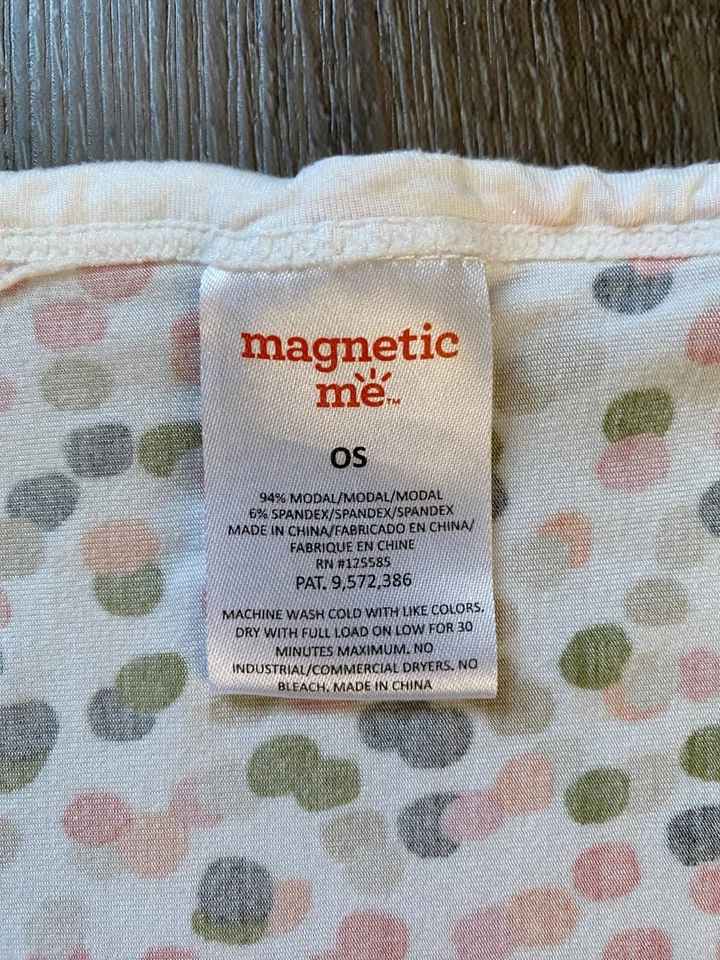 magnetic
me™
OS
94% MODAL/MODAL/MODAL
6% SPANDEX/SPANDEX/SPANDEX
MADE IN CHINA/FABRICADO EN CHINA/
FABRIQUE EN CHINE
RN #125585
PAT. 9,572,386
MACHINE WASH COLD WITH LIKE COLORS.
DRY WITH FULL LOAD ON LOW FOR 30
MINUTES MAXIMUM. NO
INDUSTRIAL/COMMERCIAL DRYERS. NO
BLEACH. MADE IN CHINA